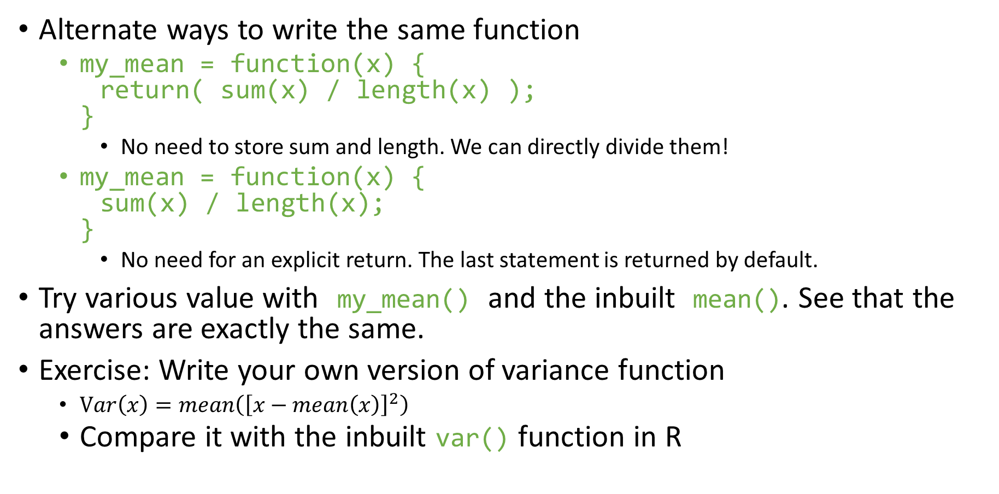 • Alternate ways to write the same function
• my_mean = function(x) {
return( sum(x) / length(x) );
}
• No need to store sum and length. We can directly divide them!
• my_mean = function(x) {
sum(x) / length(x);
}
• No need for an explicit return. The last statement is returned by default.
• Try various value with my_mean() and the inbuilt mean(). See that the
answers are exactly the same.
• Exercise: Write your own version of variance function
• Var(x) = mean([x − mean(x)]²)
• Compare it with the inbuilt var() function in R